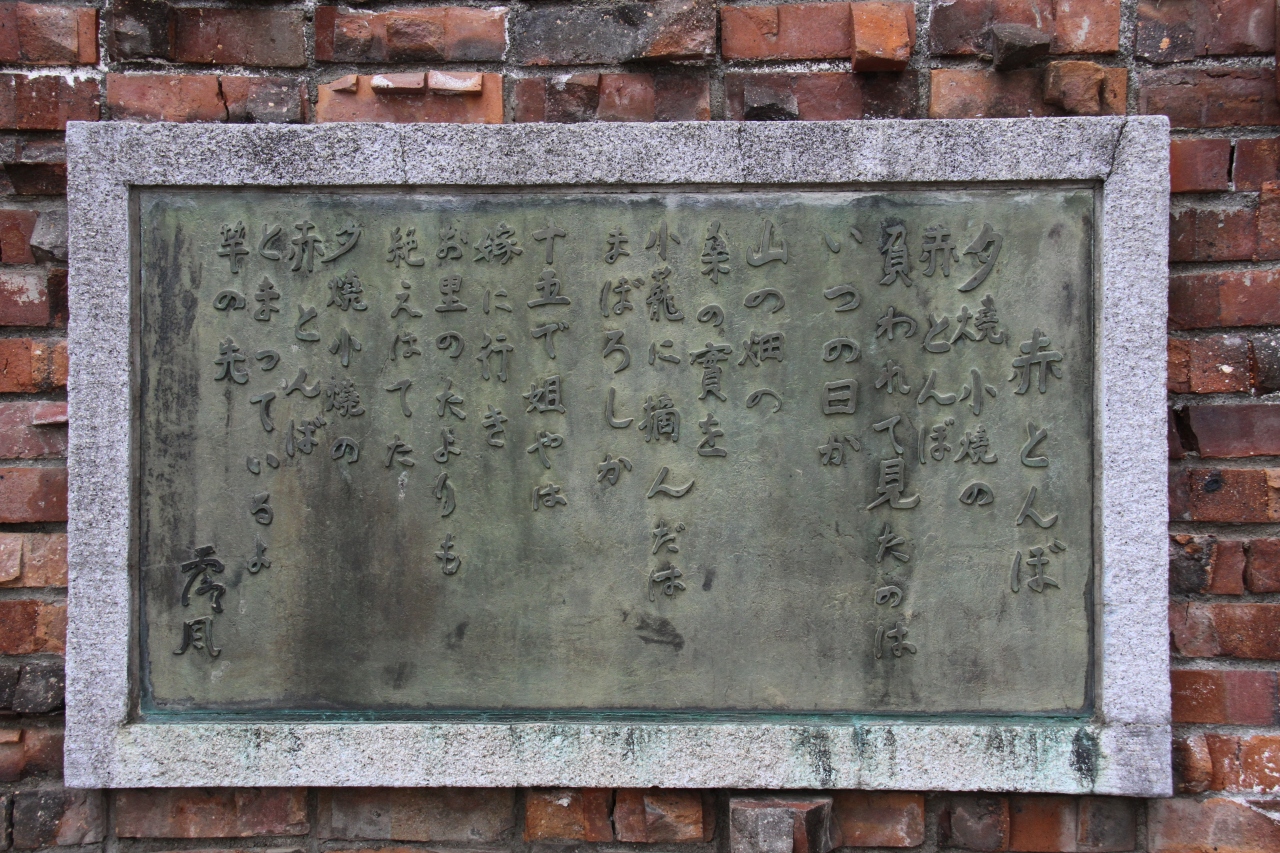 赤とんぼ
夕焼小焼の
赤とんぼ
負われて見たのは
いつの日か
山の畑の
桑の實を
小籠に摘んだは
まぼろしか
十五で姐やは
嫁に行き
お里のたよりも
絶えはてた
夕焼小焼の
赤とんぼ
とまっているよ
竿の先
露風